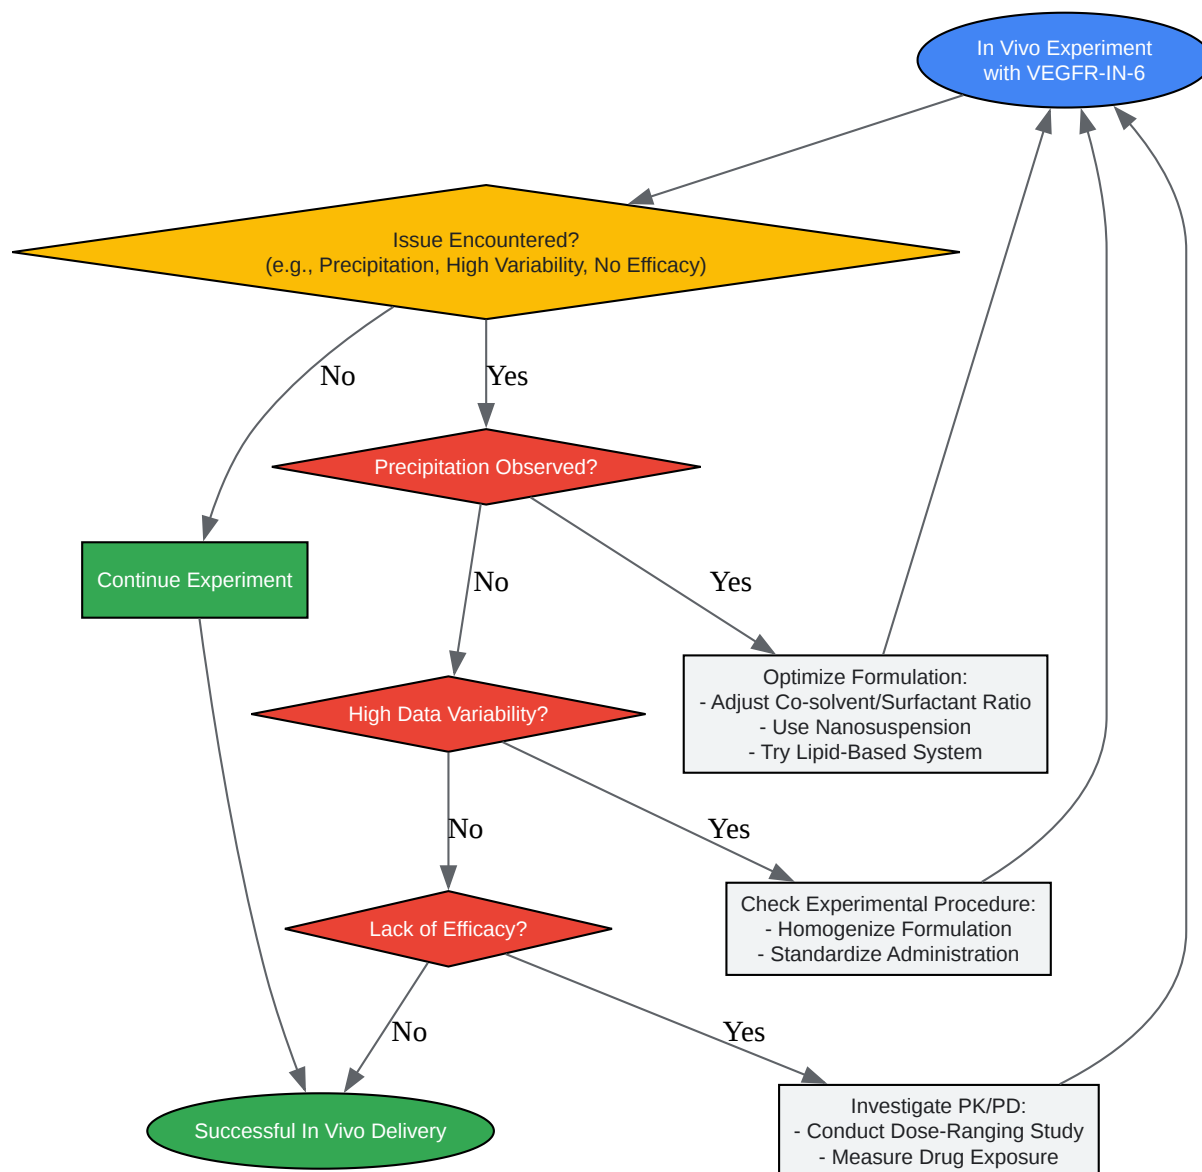 In Vivo Experiment
with VEGFR-IN-6
Issue Encountered?
(e.g., Precipitation, High Variability, No Efficacy)
No
Yes
Precipitation Observed?
Continue Experiment
No
Yes
Optimize Formulation:
- Adjust Co-solvent/Surfactant Ratio
- Use Nanosuspension
- Try Lipid-Based System
High Data Variability?
No
Yes
Check Experimental Procedure:
- Homogenize Formulation
- Standardize Administration
Lack of Efficacy?
No
Yes
Successful In Vivo Delivery
Investigate PK/PD:
- Conduct Dose-Ranging Study
- Measure Drug Exposure